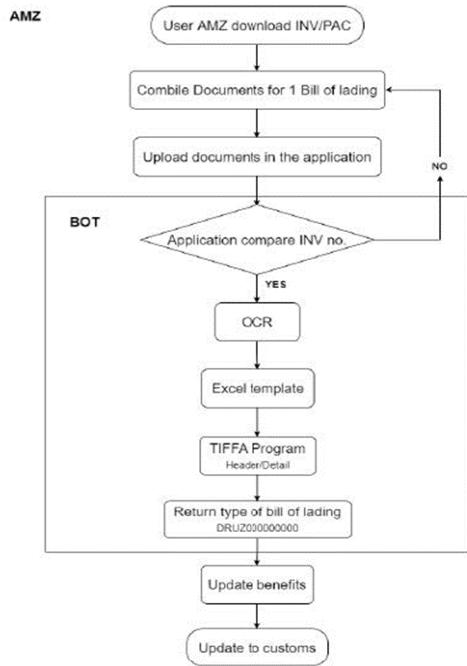 AMZ
User AMZ download INV/PAC
Combile Documents for 1 Bill of lading
Upload documents in the application
NO
BOT
Application compare INV no.
YES
OCR
Excel template
TIFFA Program
Header/Detail
Return type of bill of lading
DRUZ000000000
Update benefits
Update to customs